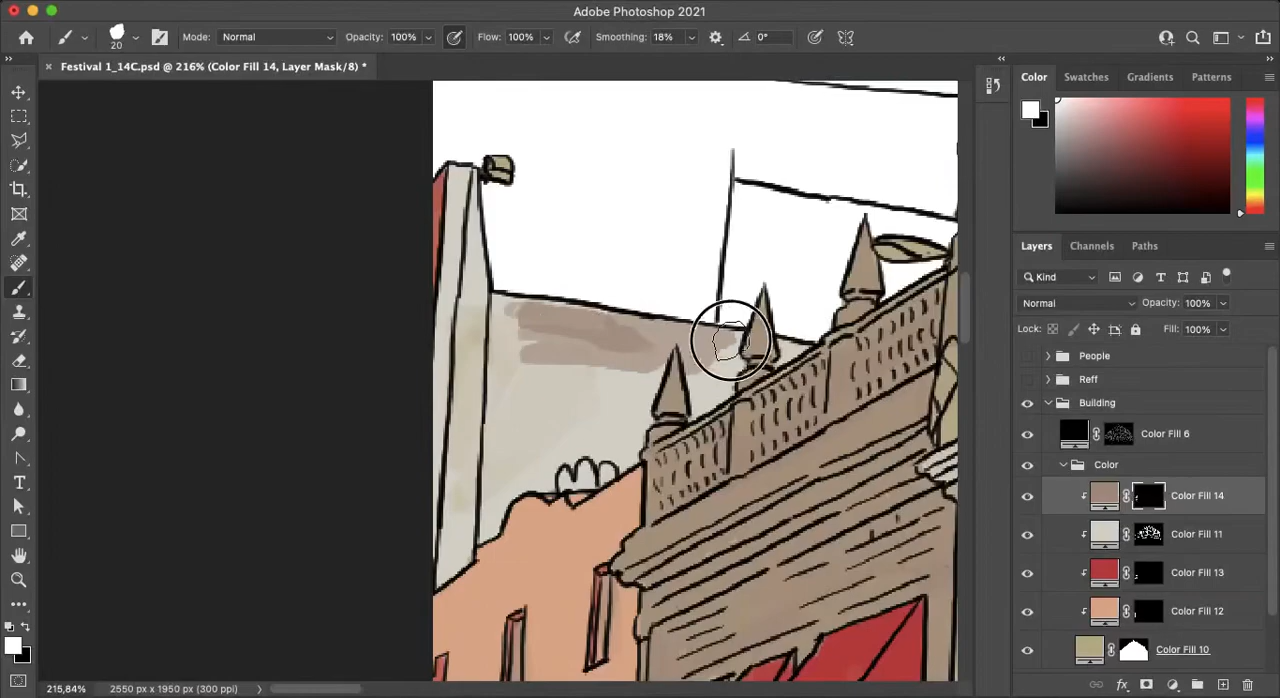 Adobe Photoshop 2021
20 Mode: Normal Opacity: 100% Flow: 100% Smoothing: 18% 0°
Festival 1_14C.psd @ 216% (Color Fill 14, Layer Mask/8) *
Color Swatches Gradients Patterns
Layers Channels Paths
Kind
Normal Opacity: 100%
Lock: Fill: 100%
People
Reff
Building
Color Fill 6
Color
Color Fill 14
Color Fill 11
Color Fill 13
Color Fill 12
Color Fill 10
215,84% 2550 px x 1950 px (300 ppi)